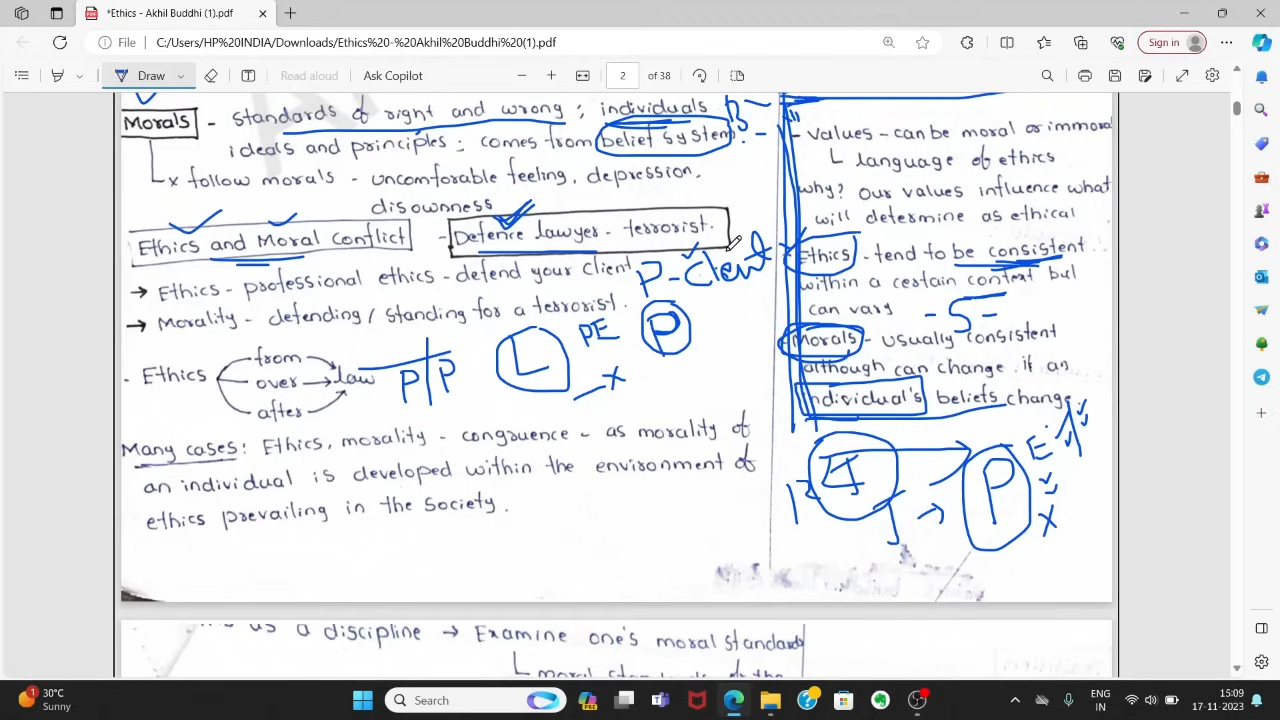 *Ethics - Akhil Buddhi (1).pdf
File C:/Users/HP%20INDIA/Downloads/Ethics%20-%20Akhil%20Buddhi%20(1).pdf
Sign in
Draw
Read aloud
Ask Copilot
2 of 38
Morals - standards of right and wrong ; individuals
ideals and principles ; comes from belief system.
x follow morals - uncomforable feeling, depression,
disownness
Ethics and Moral Conflict - Defence lawyer - terrorist.
→ Ethics - professional ethics - defend your client
P - Client
→ Morality - defending / standing for a terrorist.
PE
P
L
x
- Ethics
from
over
after
law
P P
Many cases : Ethics, morality - congruence - as morality of
an individual is developed within the environment of
ethics prevailing in the society.
- Values - can be moral or immoral
language of ethics
why? Our values influence what
will determine as ethical
Ethics - tend to be consistent
within a certain context but
can vary
- S -
Morals - usually consistent
although can change if an
individual's beliefs change.
P
E
x
as a discipline → Examine one's moral standards
30°C
Sunny
Search
ENG
IN
15:09
17-11-2023